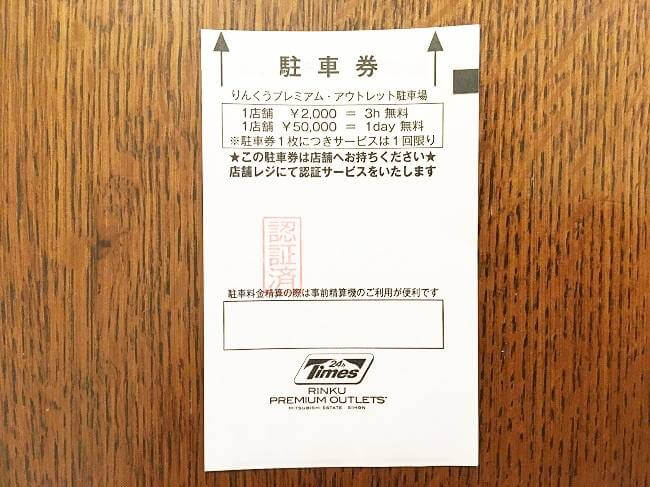 駐車券
りんくうプレミアム・アウトレット駐車場
1店舗 ￥2,000 = 3h 無料
1店舗 ￥50,000 = 1day 無料
※駐車券1枚につきサービスは1回限り
★この駐車券は店舗へお持ちください★
店舗レジにて認証サービスをいたします
認証済
駐車料金精算の際は事前精算機のご利用が便利です
24h
Times
RINKU
PREMIUM OUTLETS
MITSUBISHI ESTATE · SIMON